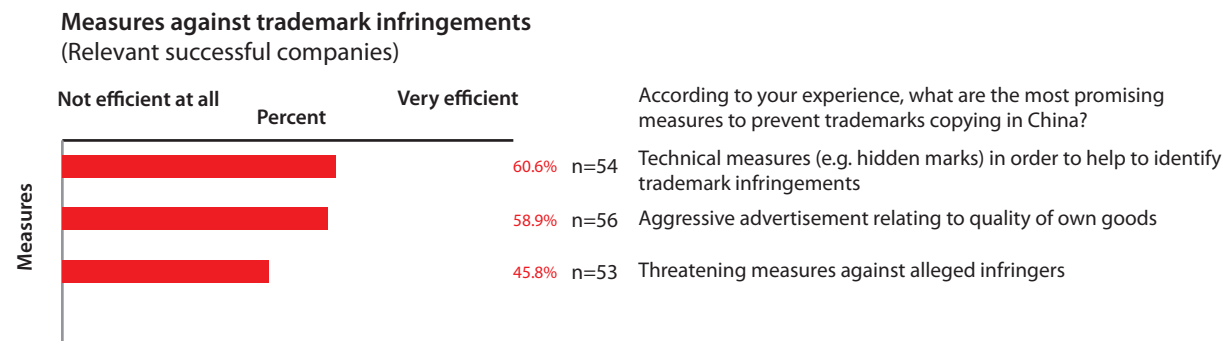 Measures against trademark infringements
(Relevant successful companies)
Not efficient at all
Very efficient
Percent
According to your experience, what are the most promising
measures to prevent trademarks copying in China?
Measures
60.6% n=54 Technical measures (e.g. hidden marks) in order to help to identify
trademark infringements
58.9% n=56 Aggressive advertisement relating to quality of own goods
45.8% n=53 Threatening measures against alleged infringers